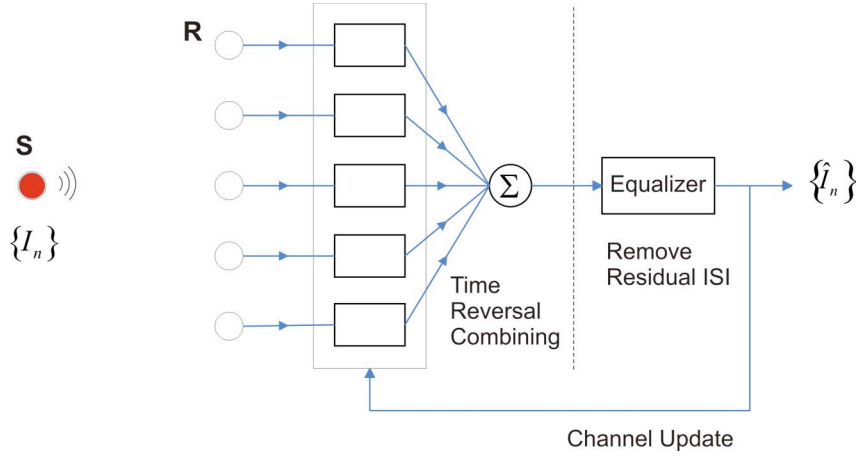 R
S
{I_n}
Σ
Equalizer
{Î_n}
Time
Reversal
Combining
Remove
Residual ISI
Channel Update